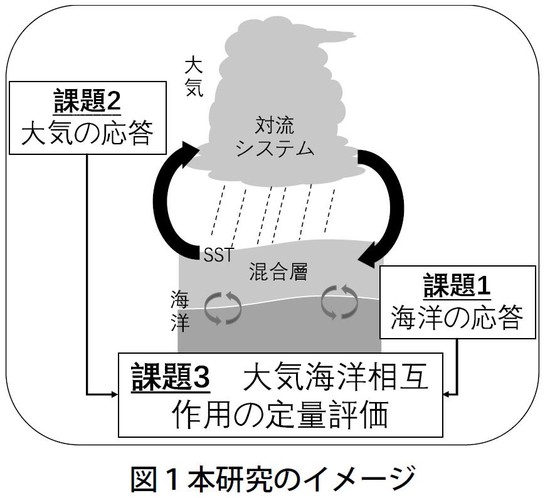 大
気
課題2
大気の応答
対流
システム
SST
混合層
海
洋
課題1
海洋の応答
課題3　大気海洋相互
作用の定量評価
図１本研究のイメージ